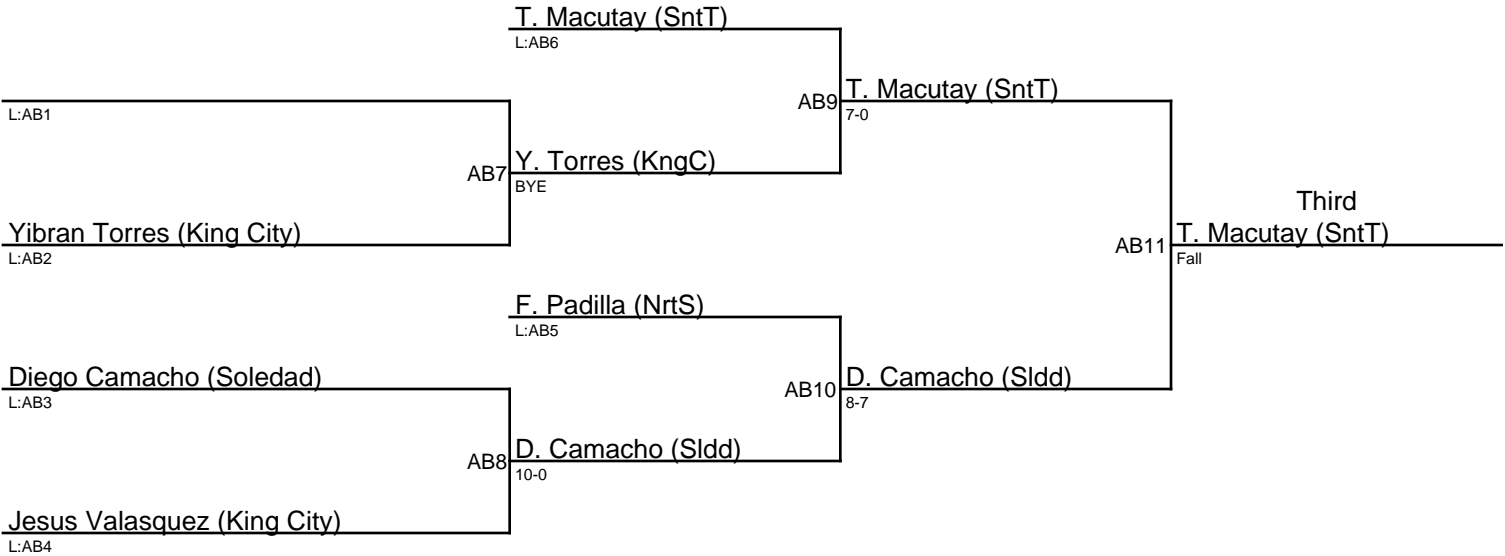 T. Macutay (SntT)
L:AB6
AB9
T. Macutay (SntT)
7-0
L:AB1
AB7
Y. Torres (KngC)
BYE
Third
Yibran Torres (King City)
L:AB2
AB11
T. Macutay (SntT)
Fall
F. Padilla (NrtS)
L:AB5
Diego Camacho (Soledad)
L:AB3
AB10
D. Camacho (Sldd)
8-7
AB8
D. Camacho (Sldd)
10-0
Jesus Valasquez (King City)
L:AB4